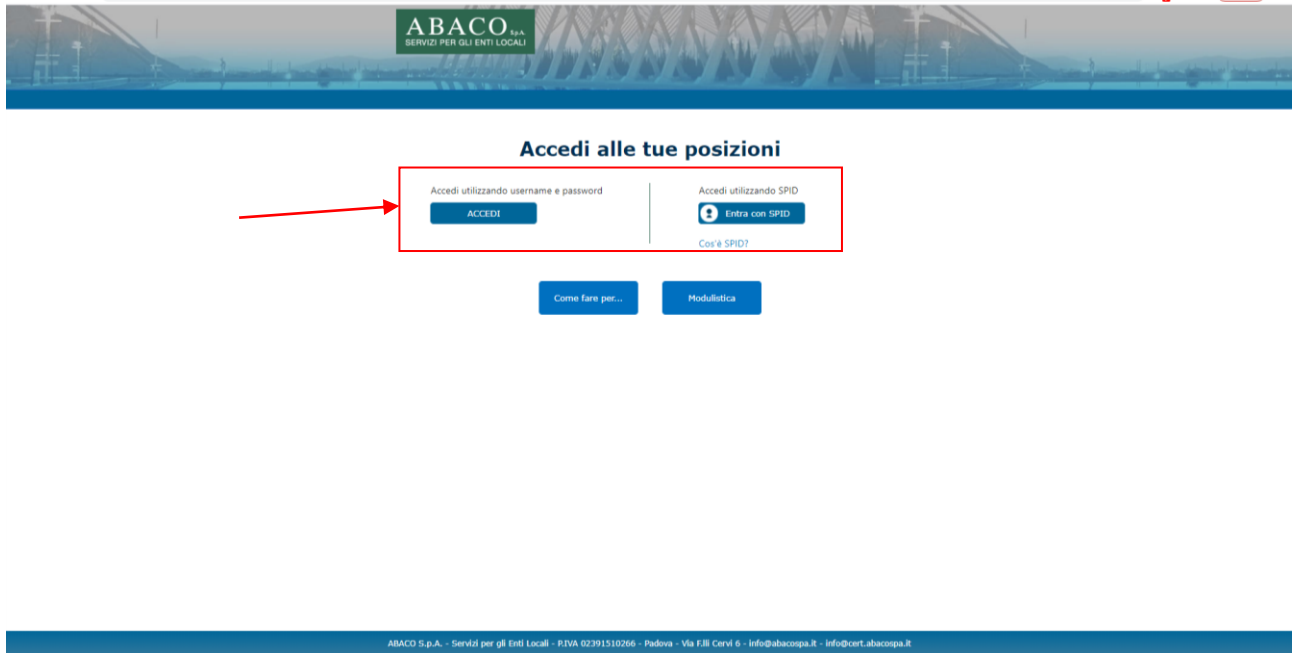 ABACO S.p.A.
SERVIZI PER GLI ENTI LOCALI
Accedi alle tue posizioni
Accedi utilizzando username e password
ACCEDI
Accedi utilizzando SPID
Entra con SPID
Cos'è SPID?
Come fare per...
Modulistica
ABACO S.p.A. - Servizi per gli Enti Locali - P.IVA 02391510266 - Padova - Via F.lli Cervi 6 - info@abacospa.it - info@cert.abacospa.it